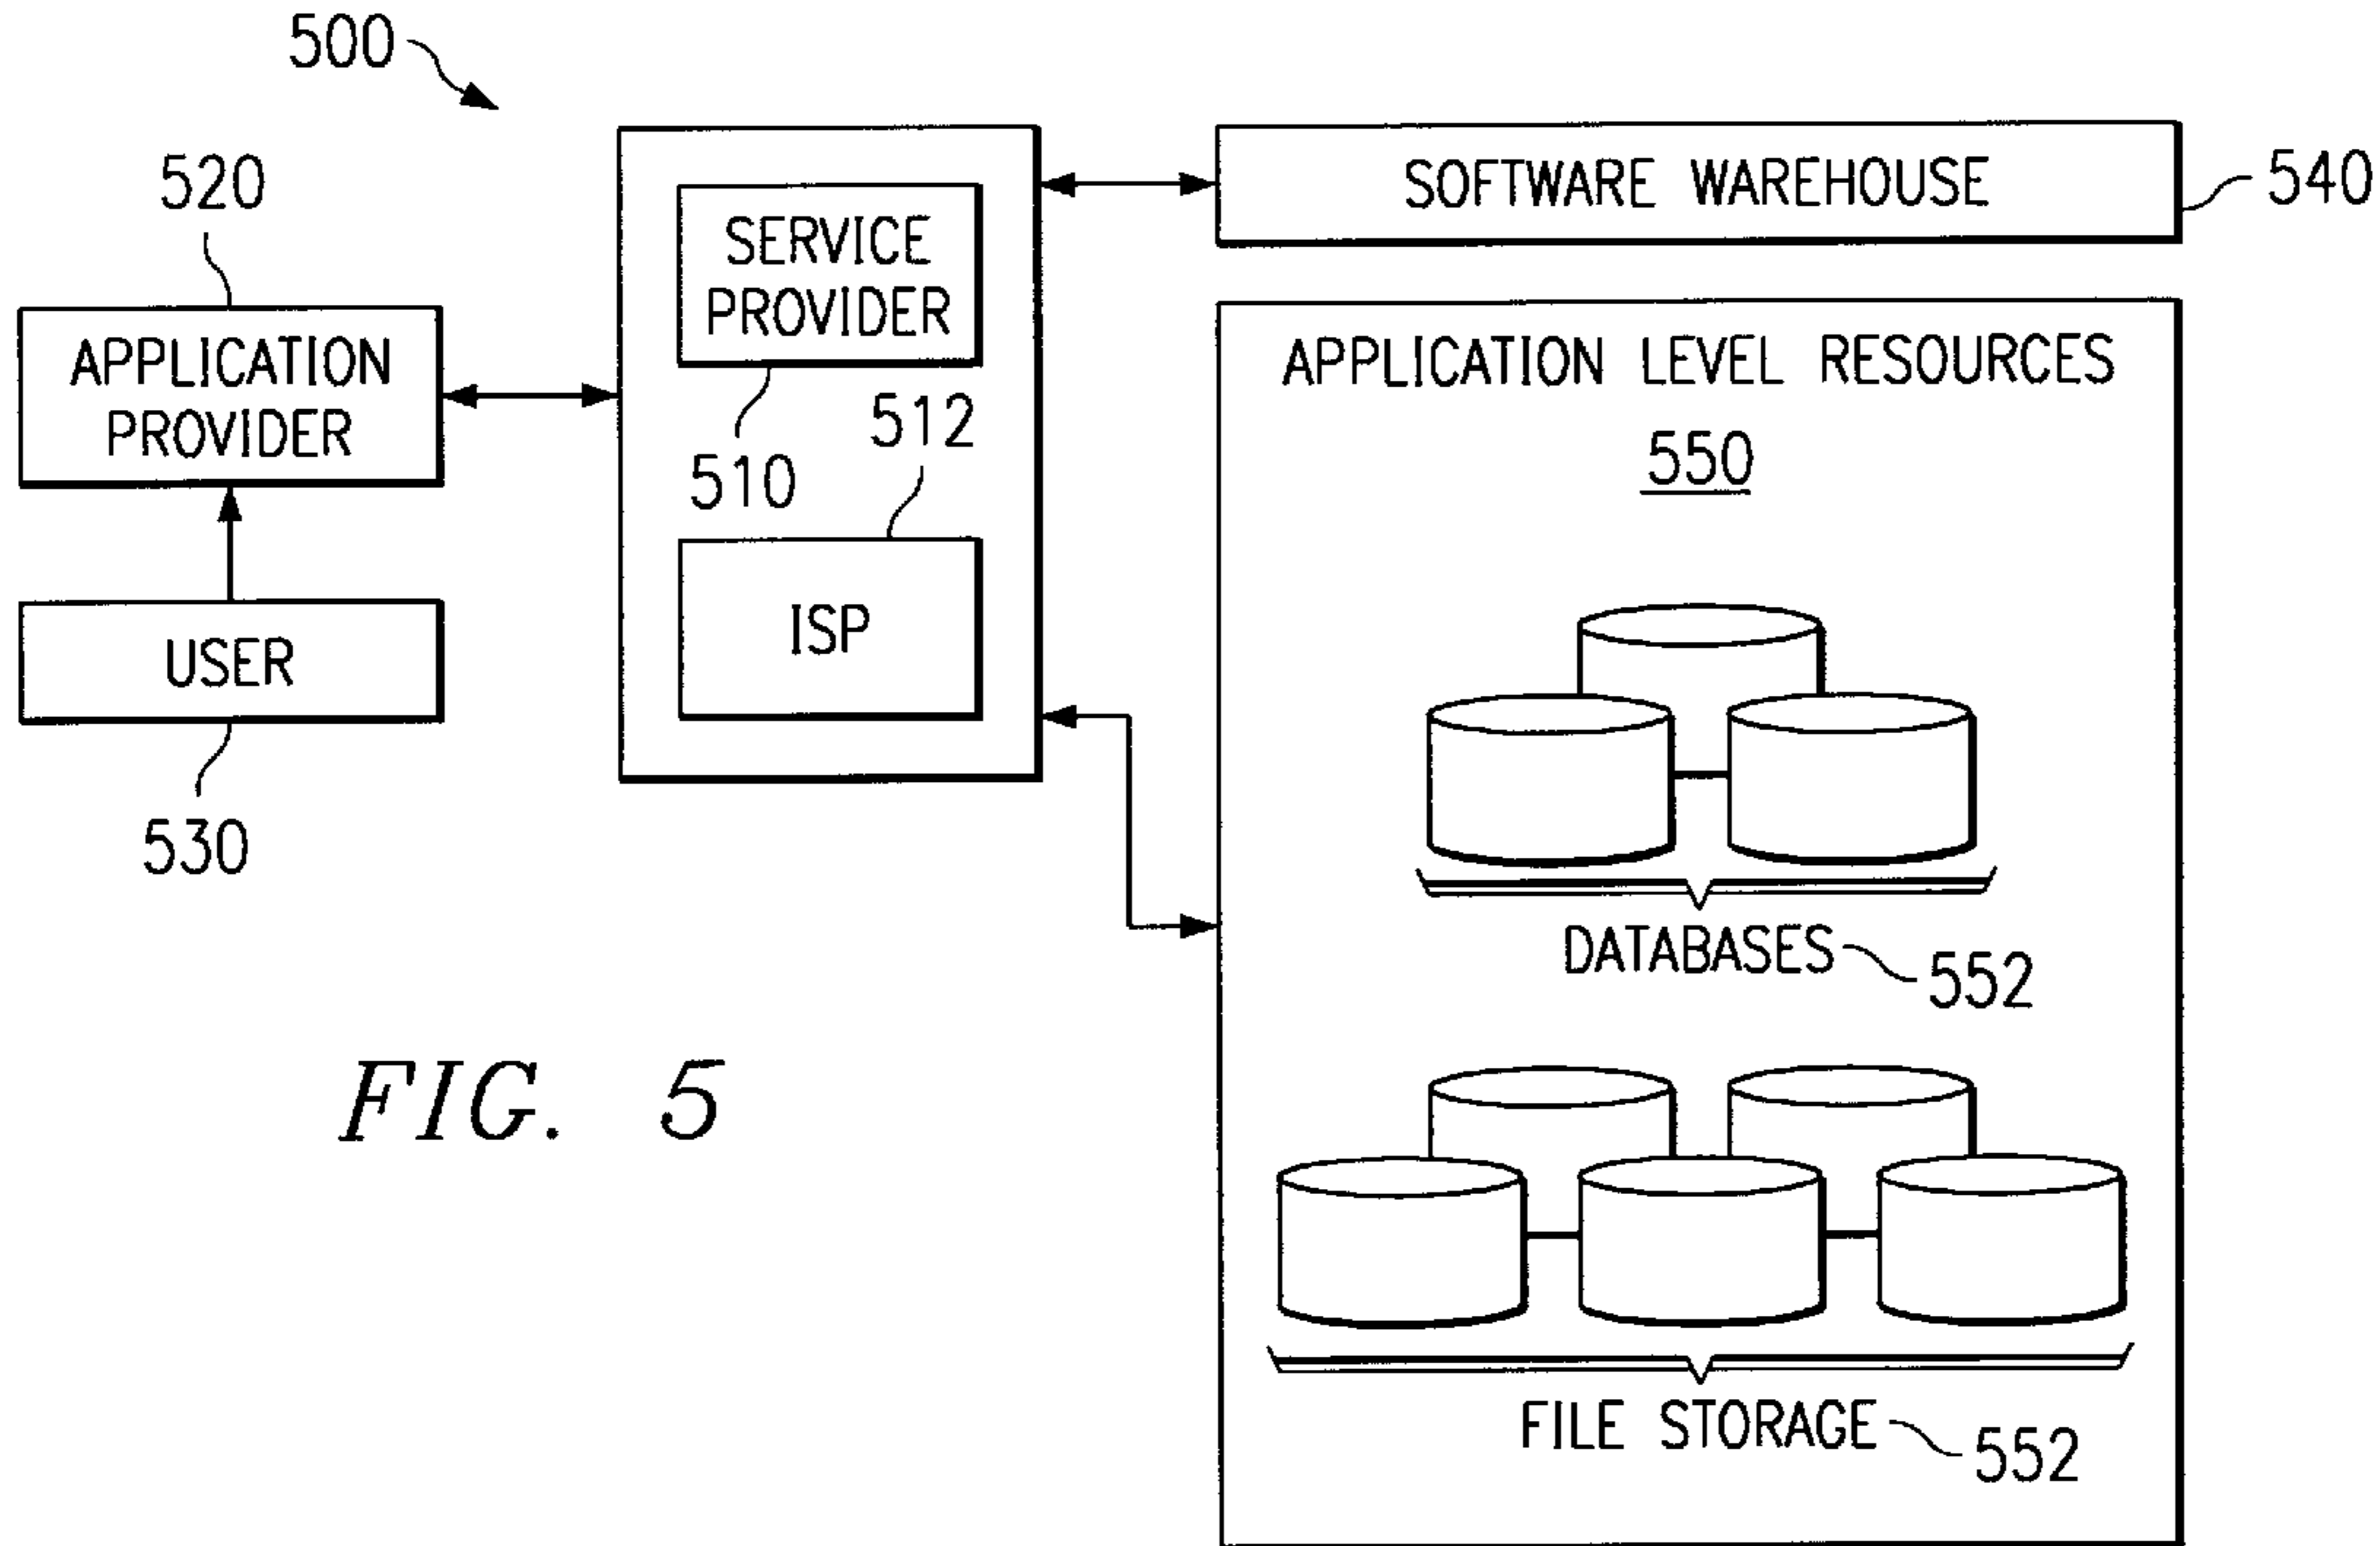 500
520
APPLICATION
PROVIDER
USER
530
SERVICE
PROVIDER
510
512
ISP
SOFTWARE WAREHOUSE
540
APPLICATION LEVEL RESOURCES
550
DATABASES
552
FILE STORAGE
552
FIG. 5